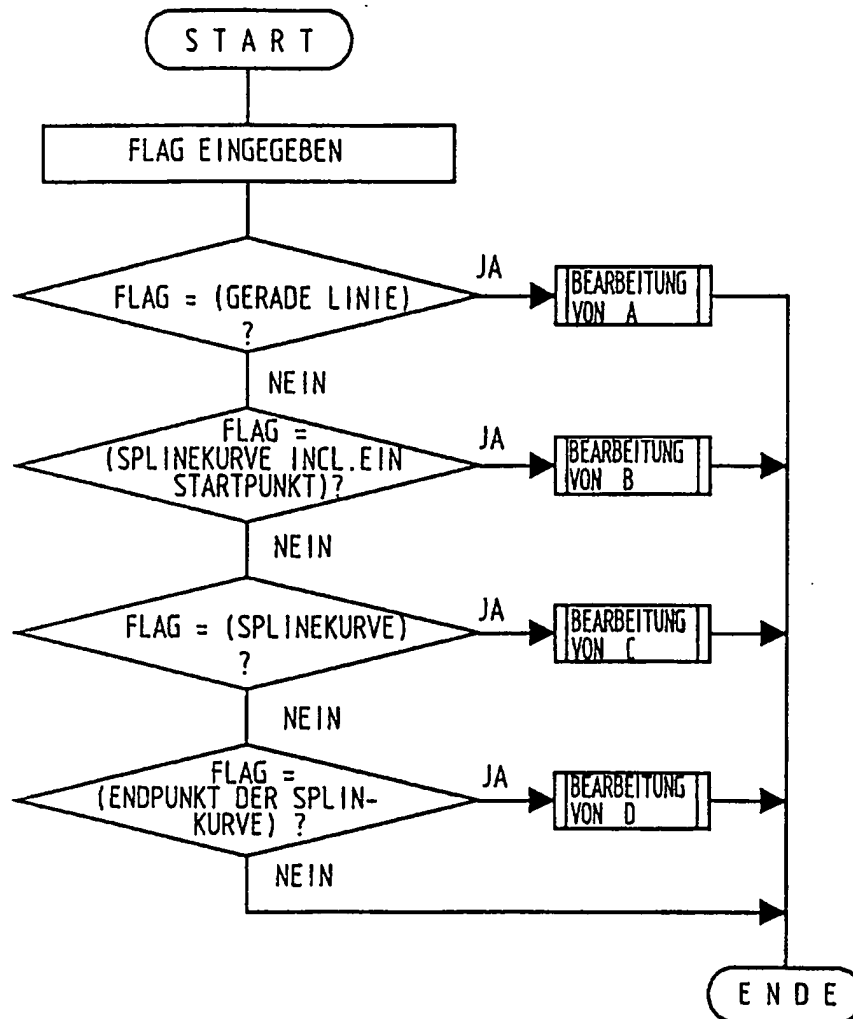 START
FLAG EINGEGEBEN
FLAG = (GERADE LINIE)
?
JA
BEARBEITUNG
VON A
NEIN
FLAG =
(SPLINEKURVE INCL.EIN
STARTPUNKT)?
JA
BEARBEITUNG
VON B
NEIN
FLAG = (SPLINEKURVE)
?
JA
BEARBEITUNG
VON C
NEIN
FLAG =
(ENDPUNKT DER SPLIN-
KURVE) ?
JA
BEARBEITUNG
VON D
NEIN
ENDE